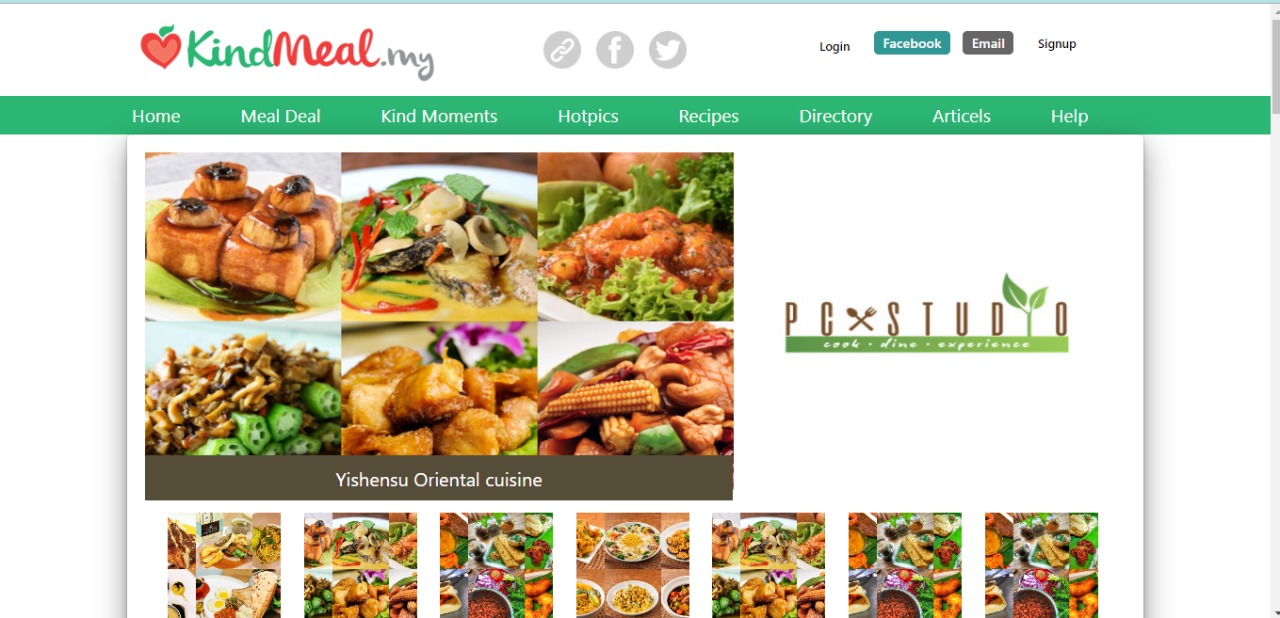 KindMeal.my
Login Facebook Email Signup
Home Meal Deal Kind Moments Hotpics Recipes Directory Articels Help
PC STUDIO
cook • dine • experience
Yishensu Oriental cuisine